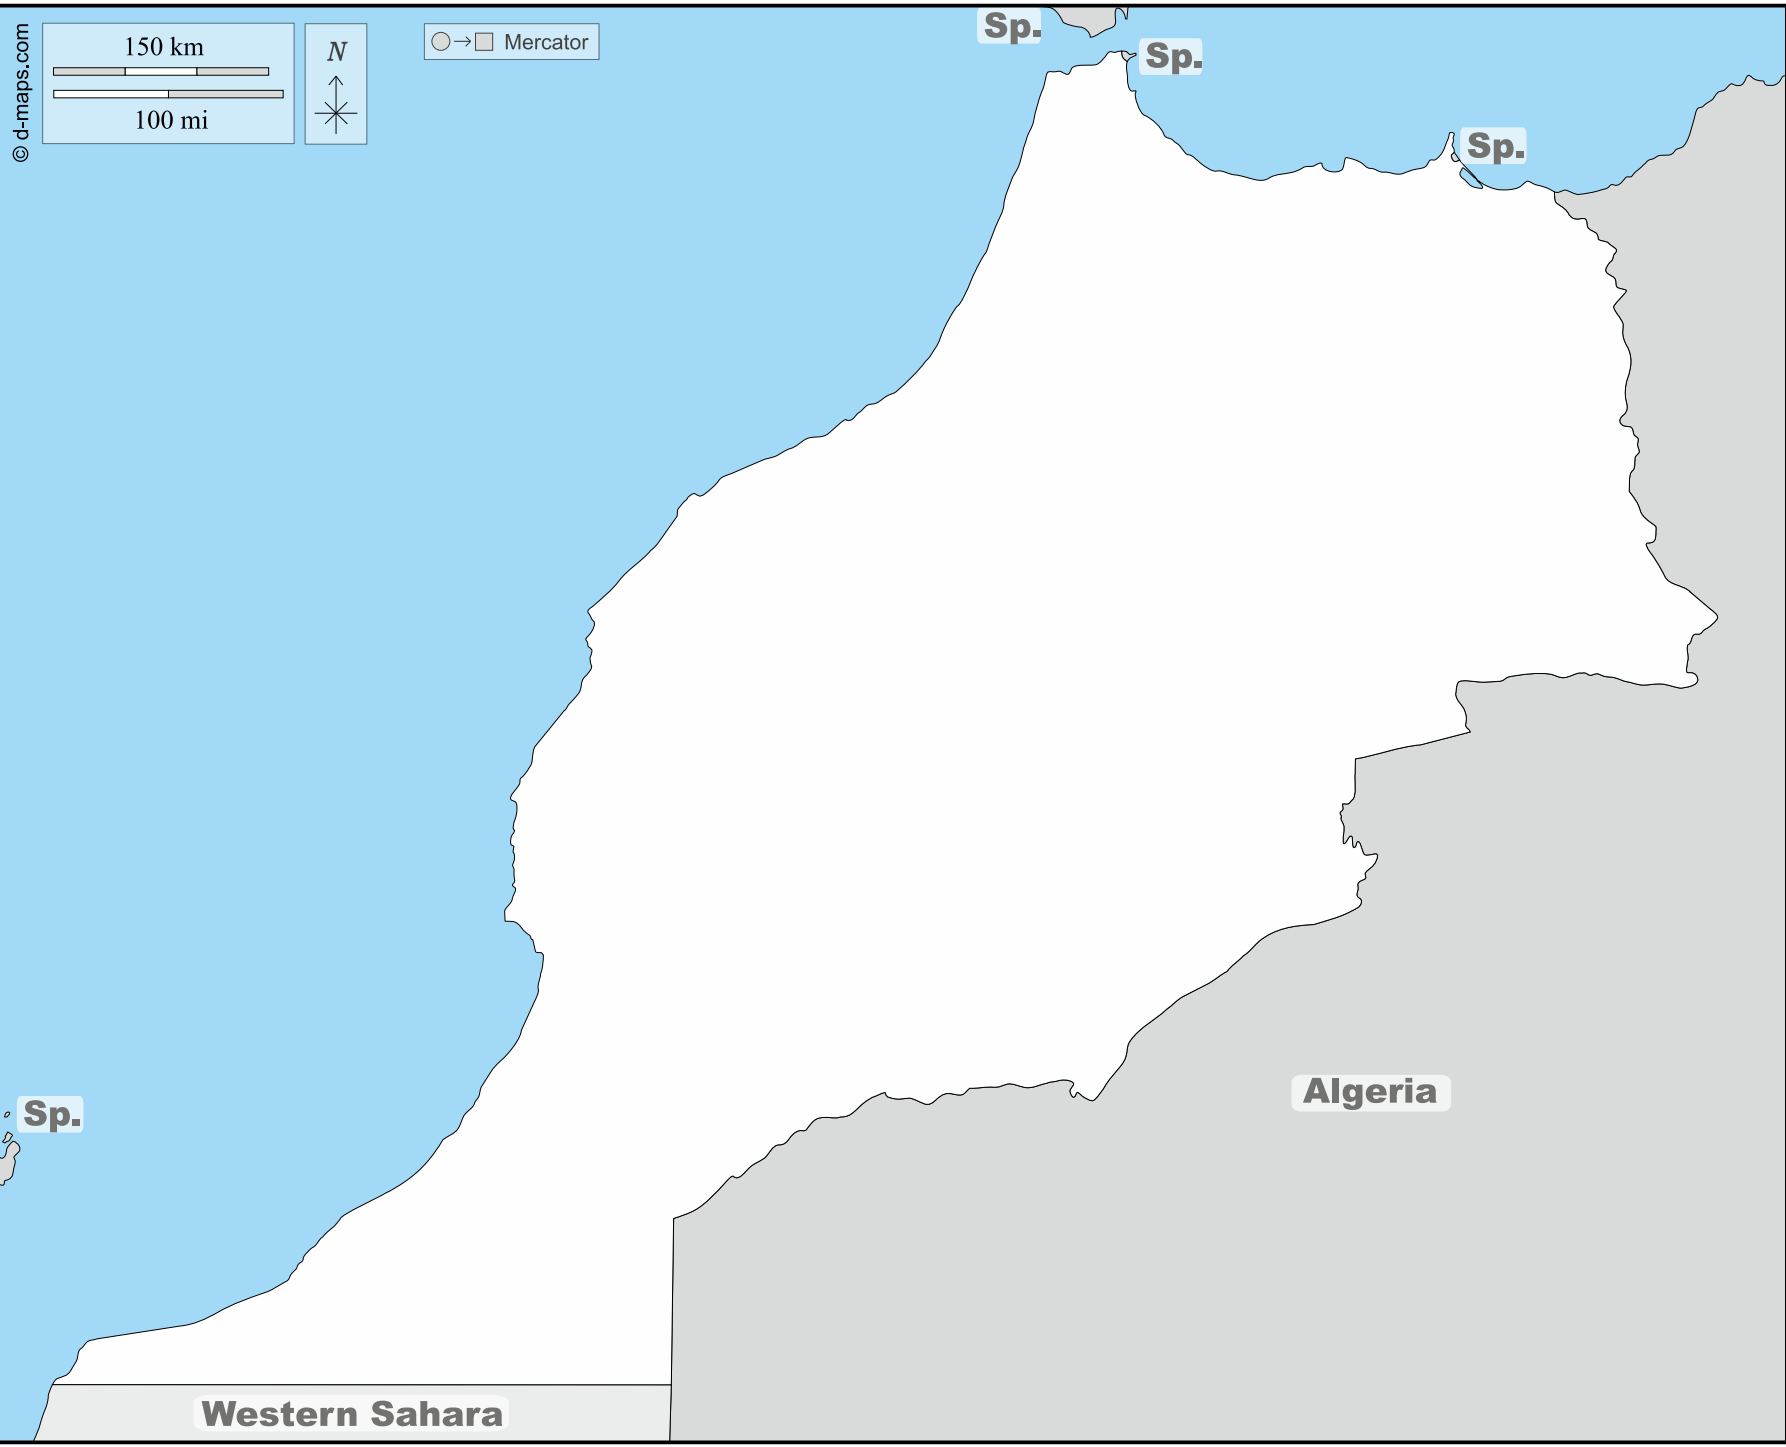 © d-maps.com
150 km
100 mi
N
Mercator
Sp.
Sp.
Sp.
Sp.
Algeria
Western Sahara